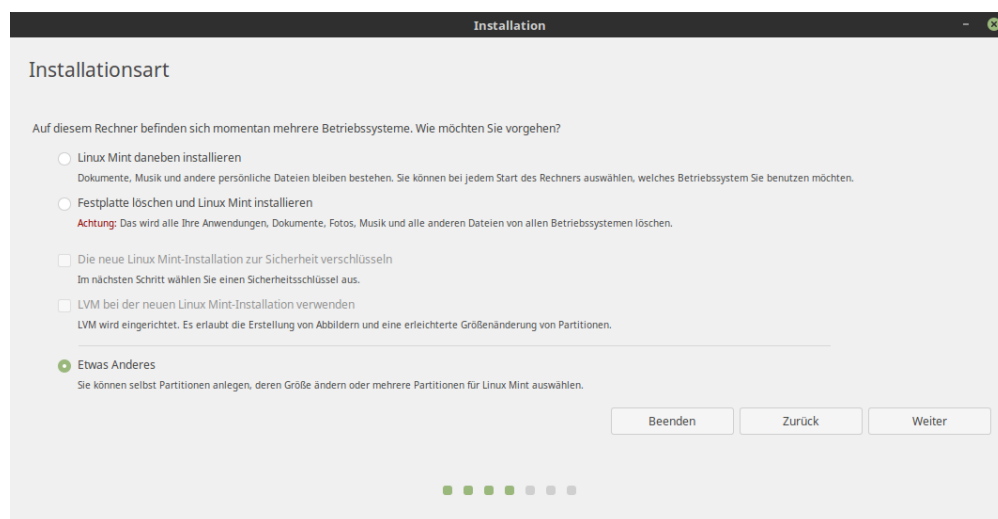 Installation
Installationsart
Auf diesem Rechner befinden sich momentan mehrere Betriebssysteme. Wie möchten Sie vorgehen?
Linux Mint daneben installieren
Dokumente, Musik und andere persönliche Dateien bleiben bestehen. Sie können bei jedem Start des Rechners auswählen, welches Betriebssystem Sie benutzen möchten.
Festplatte löschen und Linux Mint installieren
Achtung: Das wird alle Ihre Anwendungen, Dokumente, Fotos, Musik und alle anderen Dateien von allen Betriebssystemen löschen.
Die neue Linux Mint-Installation zur Sicherheit verschlüsseln
Im nächsten Schritt wählen Sie einen Sicherheitsschlüssel aus.
LVM bei der neuen Linux Mint-Installation verwenden
LVM wird eingerichtet. Es erlaubt die Erstellung von Abbildern und eine erleichterte Größenänderung von Partitionen.
Etwas Anderes
Sie können selbst Partitionen anlegen, deren Größe ändern oder mehrere Partitionen für Linux Mint auswählen.
Beenden Zurück Weiter